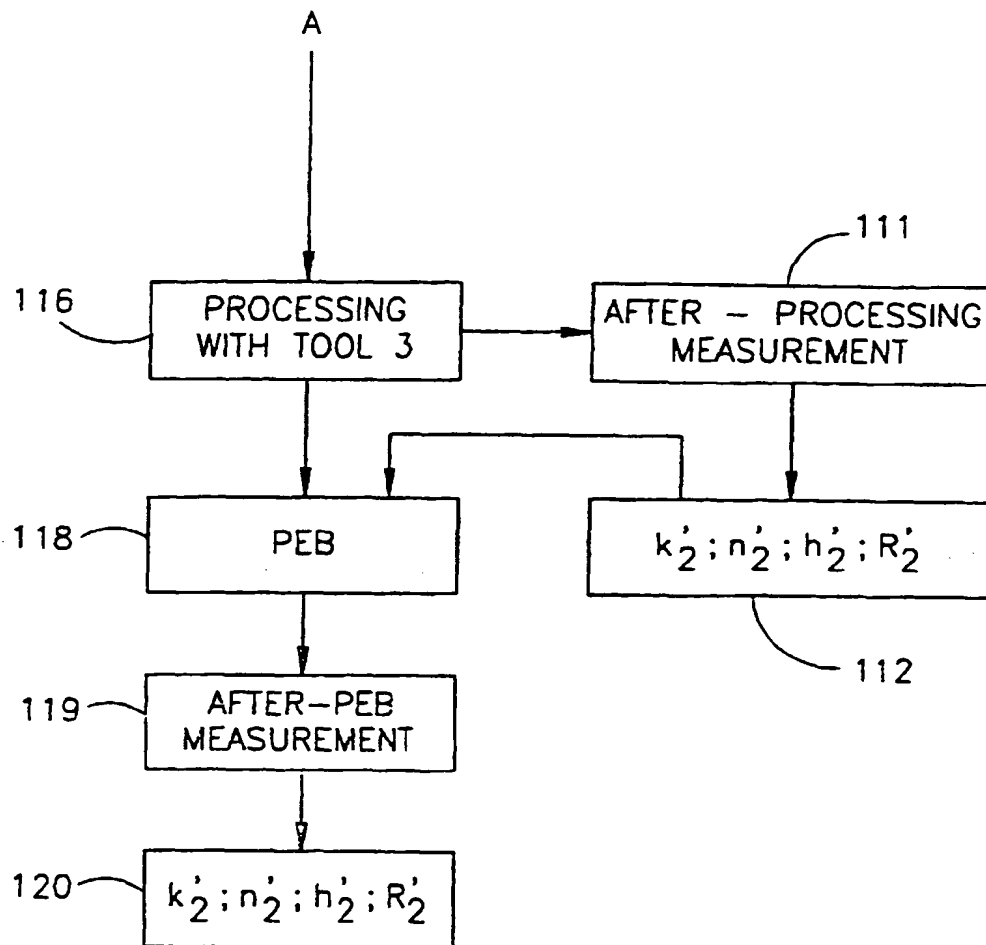 A
111
116
PROCESSING
WITH TOOL 3
AFTER - PROCESSING
MEASUREMENT
118
PEB
k'2; n'2; h'2; R'2
112
119
AFTER-PEB
MEASUREMENT
120
k'2; n'2; h'2; R'2